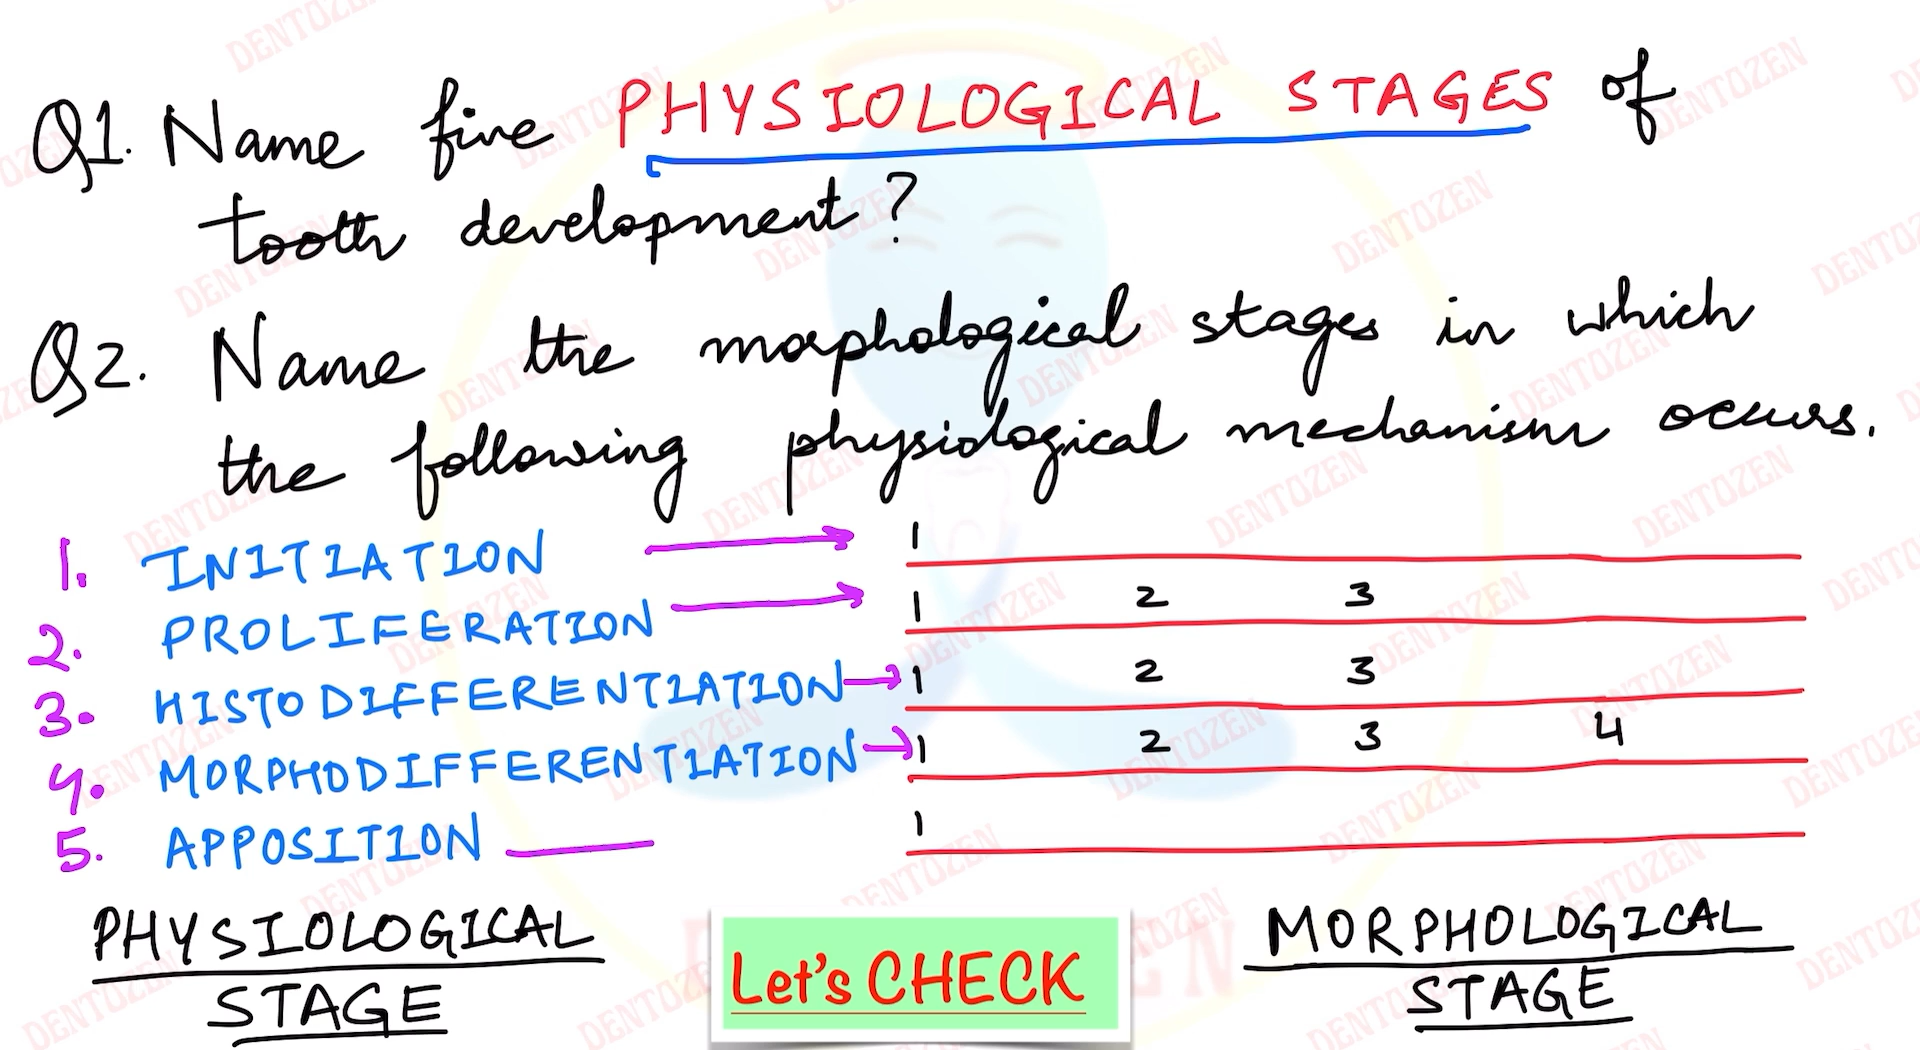 Q1. Name five PHYSIOLOGICAL STAGES of
tooth development?
Q2. Name the morphological stages in which
the following physiological mechanism occurs.
1. INITIATION → 1
2. PROLIFERATION → 1 2 3
3. HISTODIFFERENTIATION → 1 2 3
4. MORPHODIFFERENTIATION → 1 2 3 4
5. APPOSITION — 1
PHYSIOLOGICAL
STAGE
Let's CHECK
MORPHOLOGICAL
STAGE
DENTOZEN